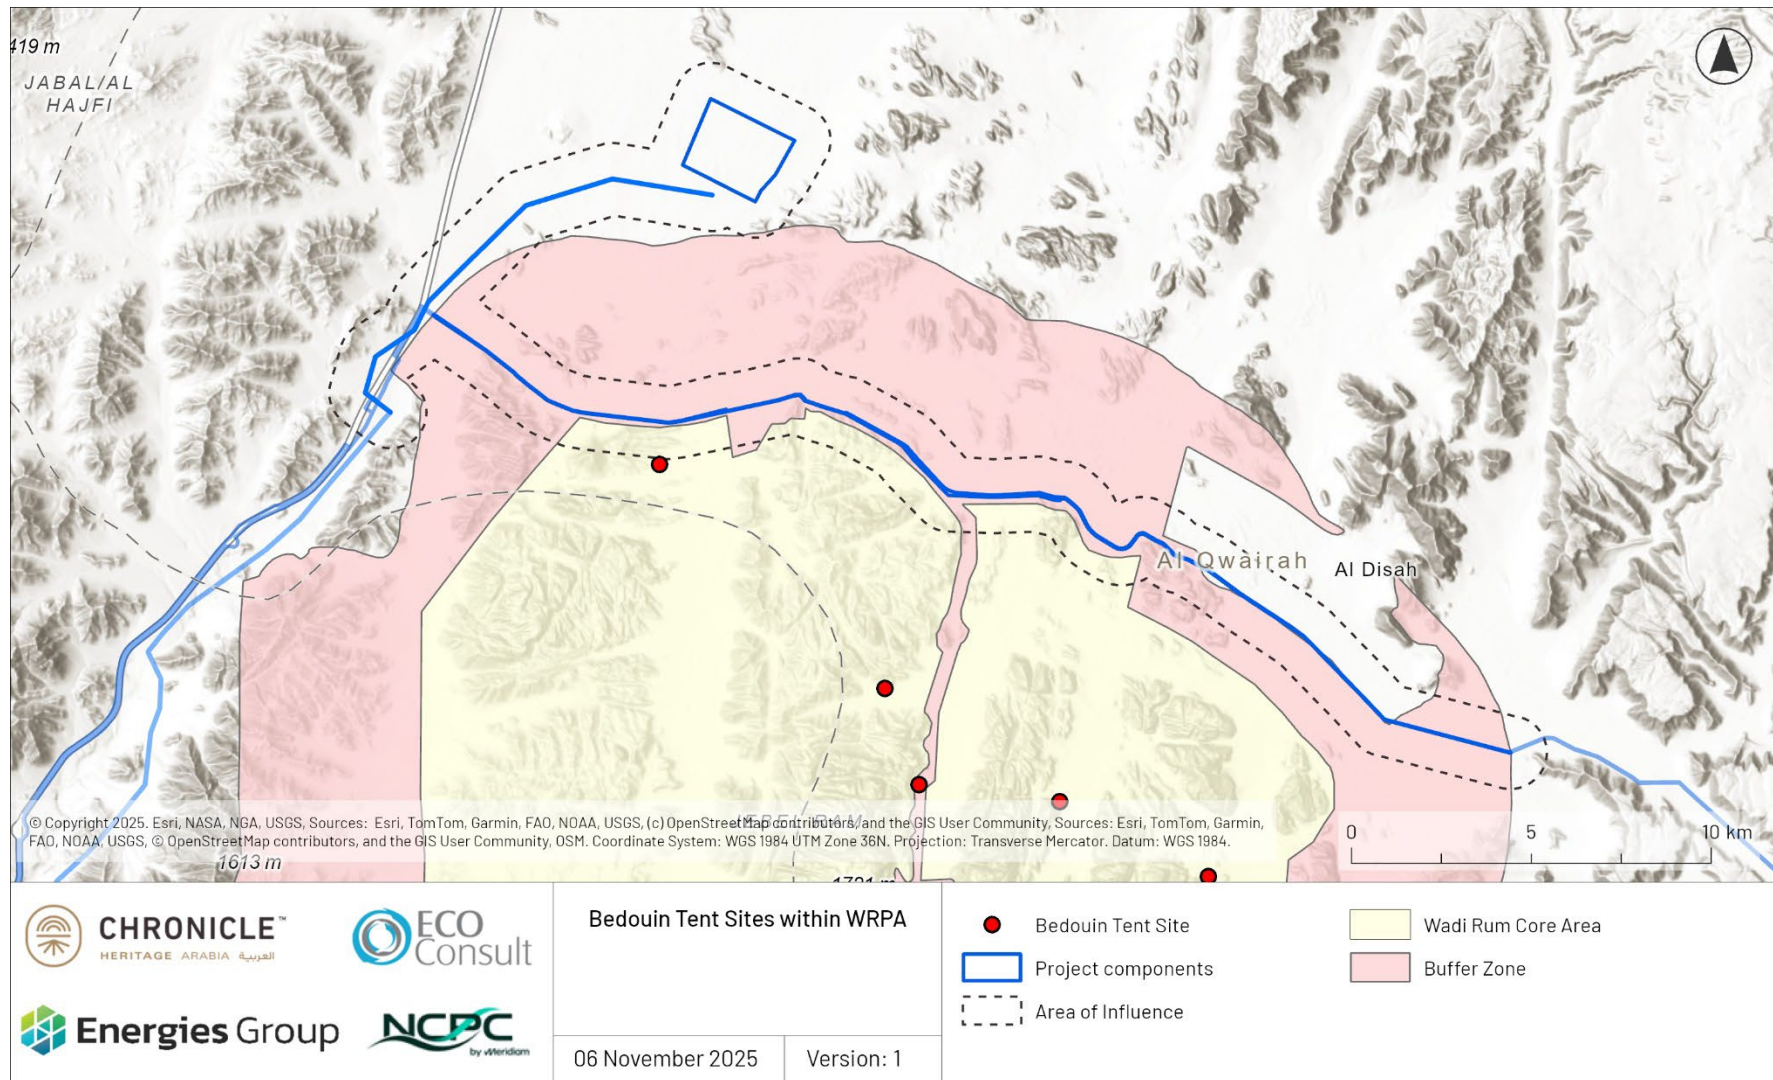 419 m
JABAL/AL
HAJFI
Al Qwairah
Al Disah
© Copyright 2025. Esri, NASA, NGA, USGS, Sources: Esri, TomTom, Garmin, FAO, NOAA, USGS, (c) OpenStreetMap contributors, and the GIS User Community, Sources: Esri, TomTom, Garmin,
FAO, NOAA, USGS, © OpenStreetMap contributors, and the GIS User Community, OSM. Coordinate System: WGS 1984 UTM Zone 36N. Projection: Transverse Mercator. Datum: WGS 1984.
0 5 10 km
1613 m
CHRONICLE™
HERITAGE ARABIA العربية
ECO
Consult
Energies Group
NCPC
by Meridiam
Bedouin Tent Sites within WRPA
06 November 2025
Version: 1
Bedouin Tent Site
Project components
Area of Influence
Wadi Rum Core Area
Buffer Zone